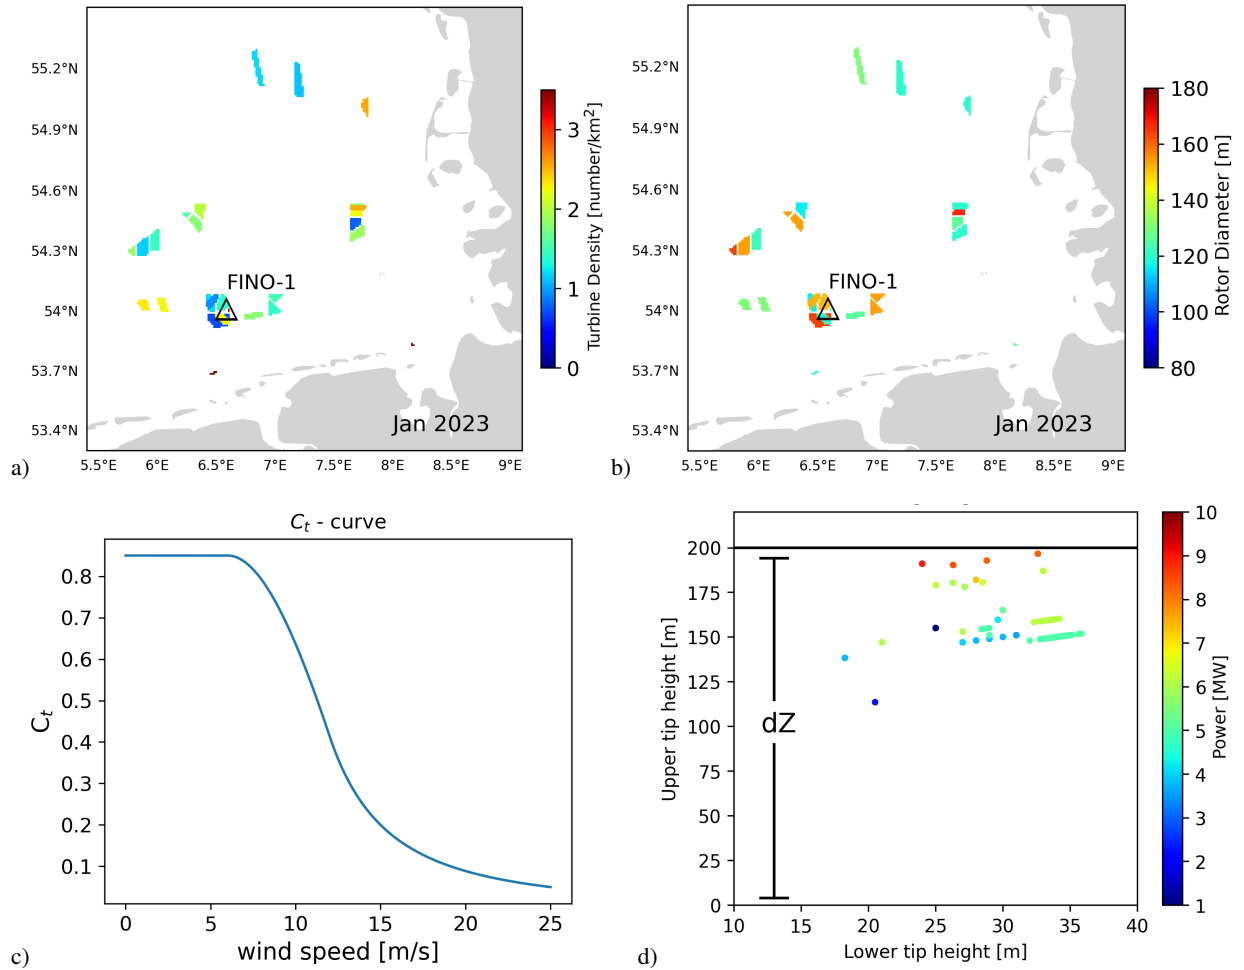 55.2°N
54.9°N
54.6°N
54.3°N
54°N
53.7°N
53.4°N
FINO-1
Jan 2023
5.5°E 6°E 6.5°E 7°E 7.5°E 8°E 8.5°E 9°E
3
2
1
0
Turbine Density [number/km²]
a)
55.2°N
54.9°N
54.6°N
54.3°N
54°N
53.7°N
53.4°N
FINO-1
Jan 2023
5.5°E 6°E 6.5°E 7°E 7.5°E 8°E 8.5°E 9°E
180
160
140
120
100
80
Rotor Diameter [m]
b)
Cₜ - curve
0.8
0.7
0.6
0.5
0.4
0.3
0.2
0.1
Cₜ
0 5 10 15 20 25
wind speed [m/s]
c)
200
175
150
125
100
75
50
25
0
Upper tip height [m]
dZ
10 15 20 25 30 35 40
Lower tip height [m]
10
9
8
7
6
5
4
3
2
1
Power [MW]
d)